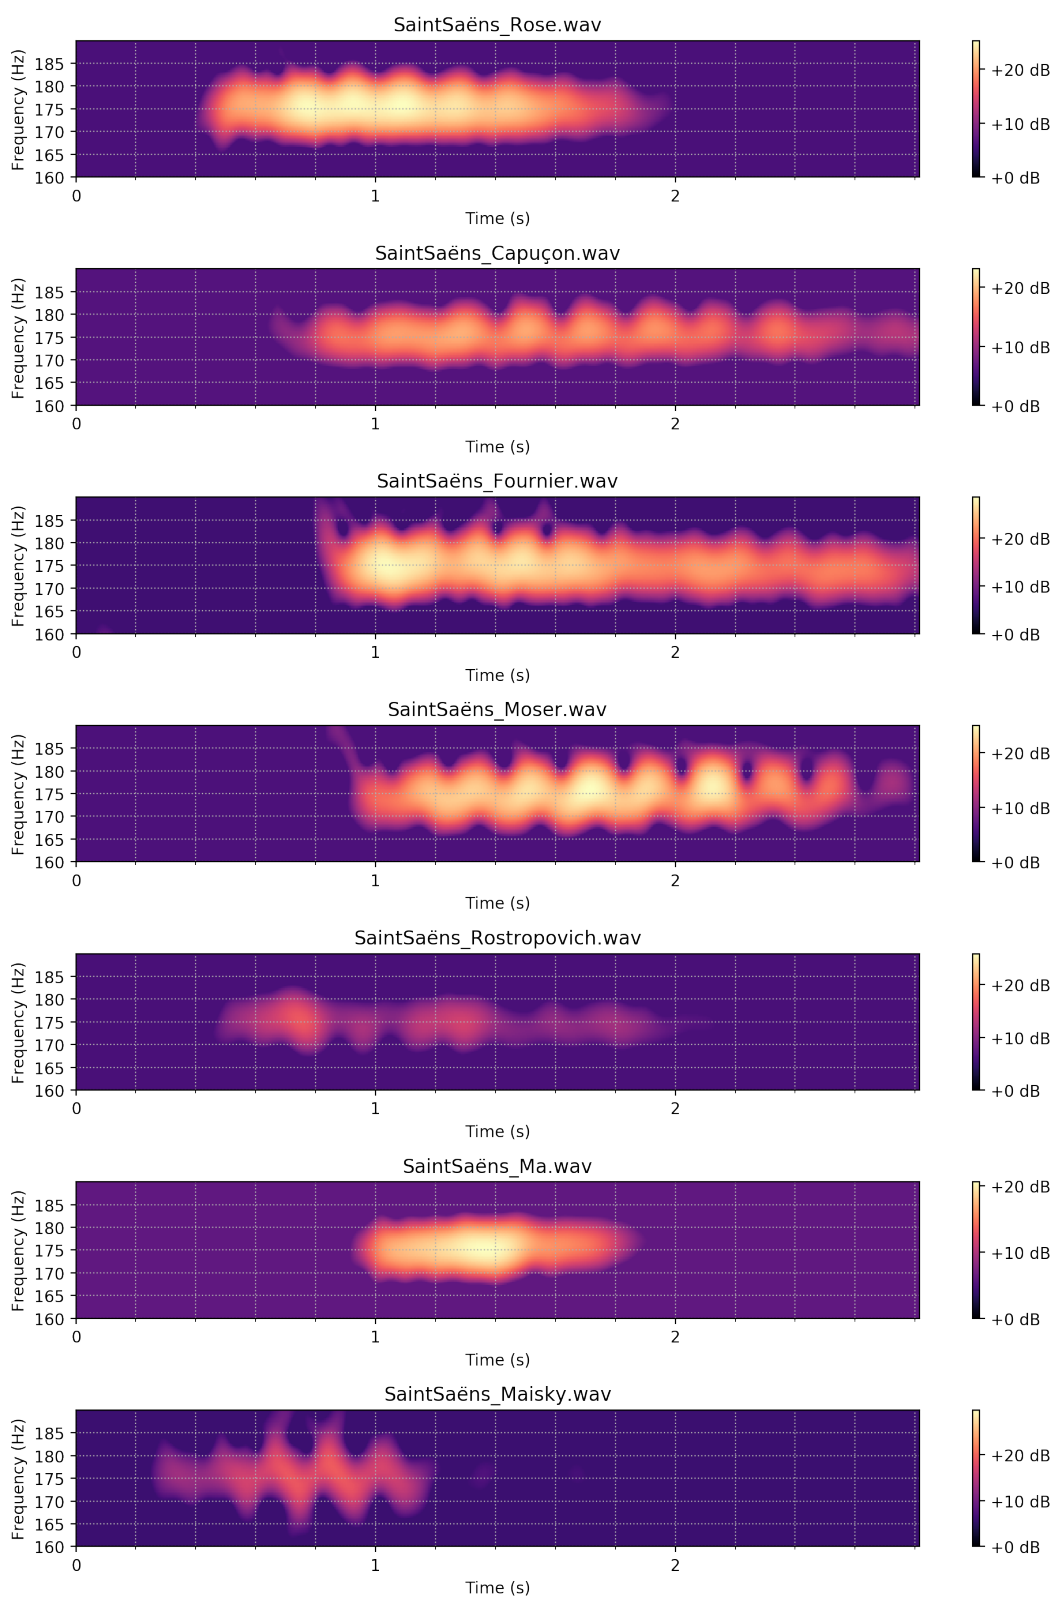 SaintSaëns_Rose.wav
Frequency (Hz)
185
180
175
170
165
160
0 1 2
Time (s)
+20 dB
+10 dB
+0 dB
SaintSaëns_Capuçon.wav
Frequency (Hz)
185
180
175
170
165
160
0 1 2
Time (s)
+20 dB
+10 dB
+0 dB
SaintSaëns_Fournier.wav
Frequency (Hz)
185
180
175
170
165
160
0 1 2
Time (s)
+20 dB
+10 dB
+0 dB
SaintSaëns_Moser.wav
Frequency (Hz)
185
180
175
170
165
160
0 1 2
Time (s)
+20 dB
+10 dB
+0 dB
SaintSaëns_Rostropovich.wav
Frequency (Hz)
185
180
175
170
165
160
0 1 2
Time (s)
+20 dB
+10 dB
+0 dB
SaintSaëns_Ma.wav
Frequency (Hz)
185
180
175
170
165
160
0 1 2
Time (s)
+20 dB
+10 dB
+0 dB
SaintSaëns_Maisky.wav
Frequency (Hz)
185
180
175
170
165
160
0 1 2
Time (s)
+20 dB
+10 dB
+0 dB